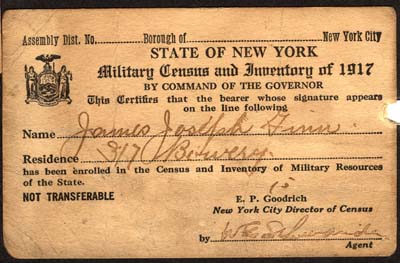 Assembly Dist. No. Borough of New York City
STATE OF NEW YORK
Military Census and Inventory of 1917
BY COMMAND OF THE GOVERNOR
This Certifies that the bearer whose signature appears
on the line following
Name James Joseph Finn
Residence 217 Bowery
has been enrolled in the Census and Inventory of Military Resources
of the State.
NOT TRANSFERABLE
E. P. Goodrich
New York City Director of Census
by
Agent